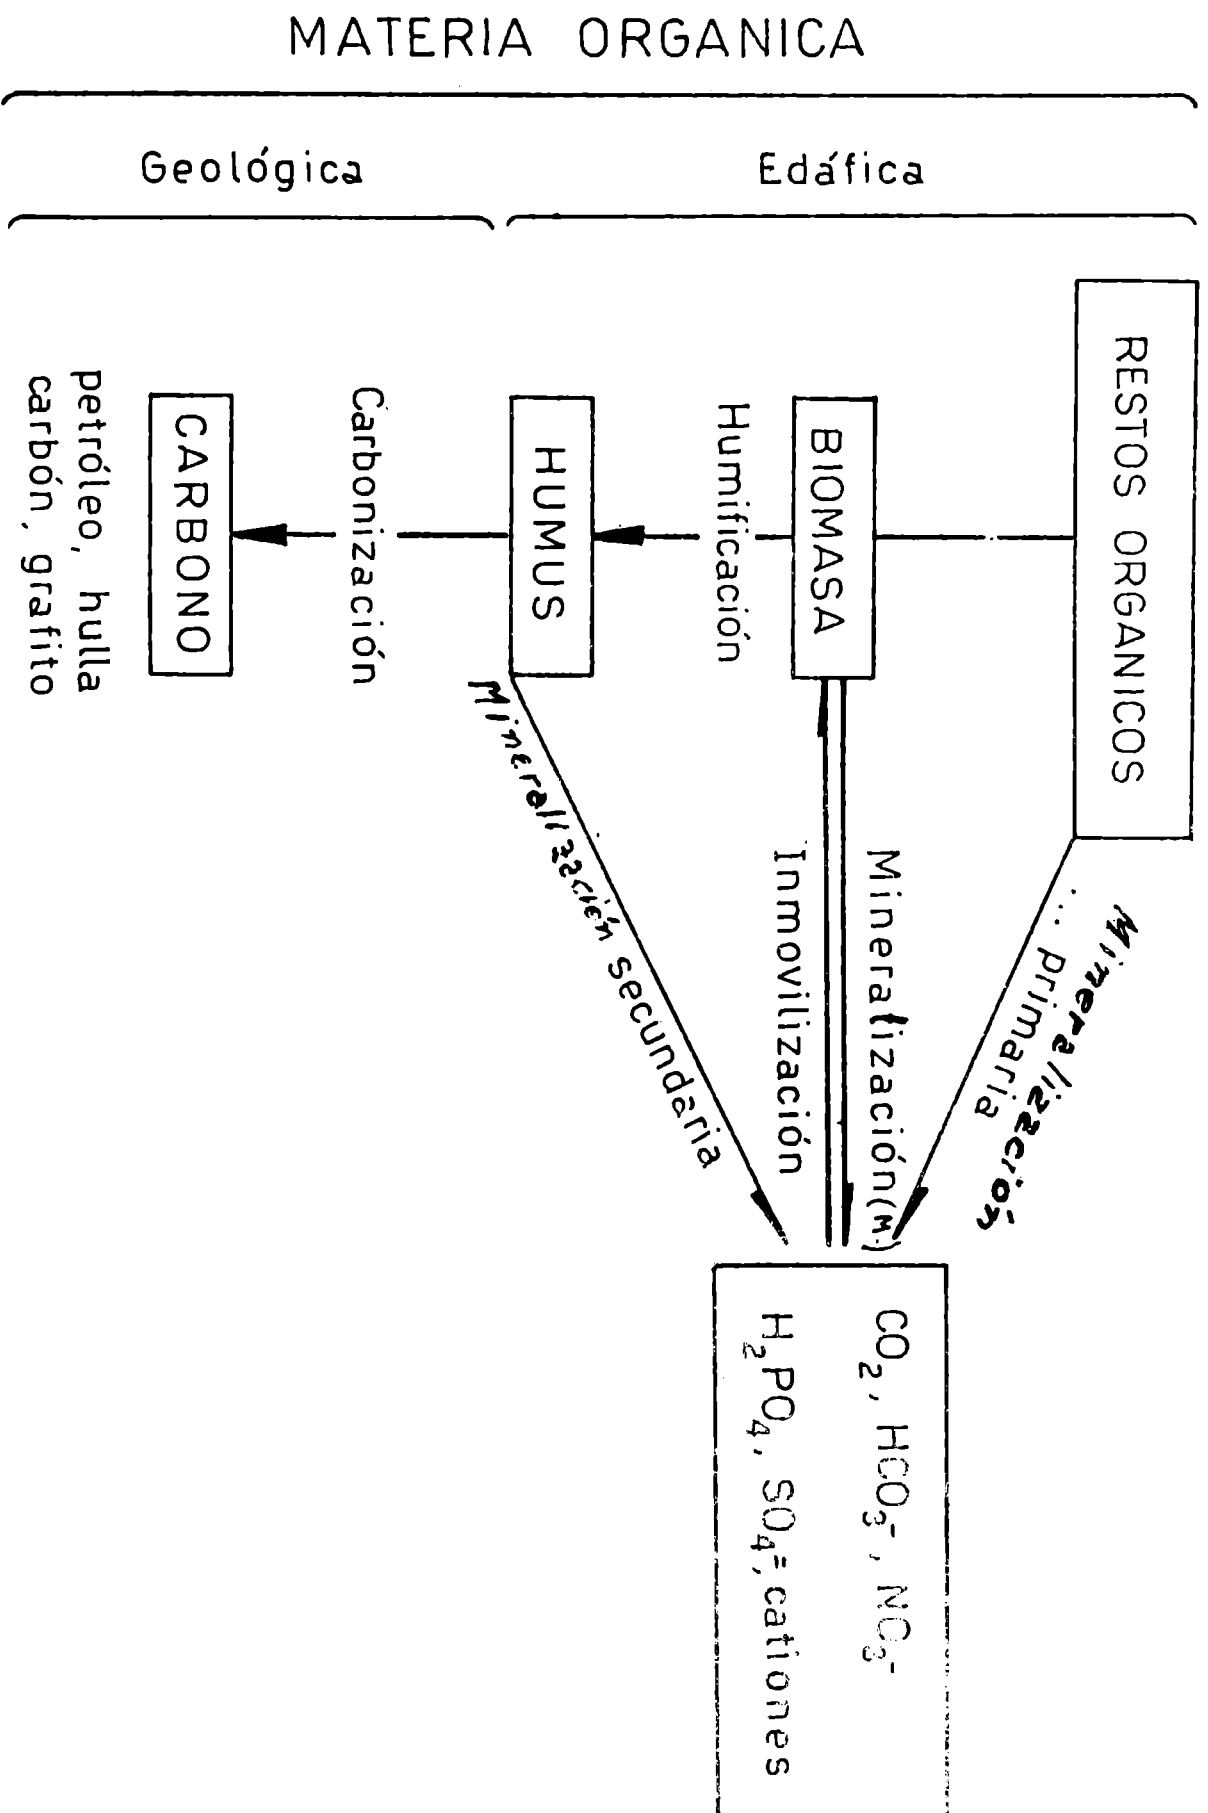 MATERIA ORGANICA
Geológica
Edáfica
RESTOS ORGANICOS
Mineralización
... primaria
BIOMASA
Mineralización (M.)
Inmovilización
CO₂, HCO₃⁻, NO₃⁻
H₂PO₄, SO₄⁼, cationes
Humificación
HUMUS
Mineralización secundaria
Carbonización
CARBONO
petróleo, hulla
carbón, grafito